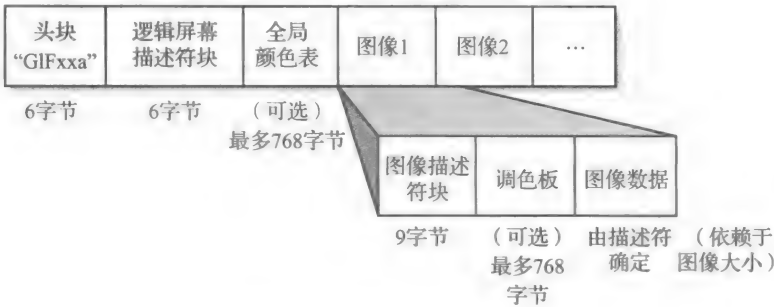 头块
“GIFxxa”
逻辑屏幕
描述符块
全局
颜色表
图像1
图像2
…
6字节
6字节
（可选）
最多768字节
图像描述
符块
调色板
图像数据
9字节
（可选）
最多768
字节
由描述符
确定
（依赖于
图像大小）